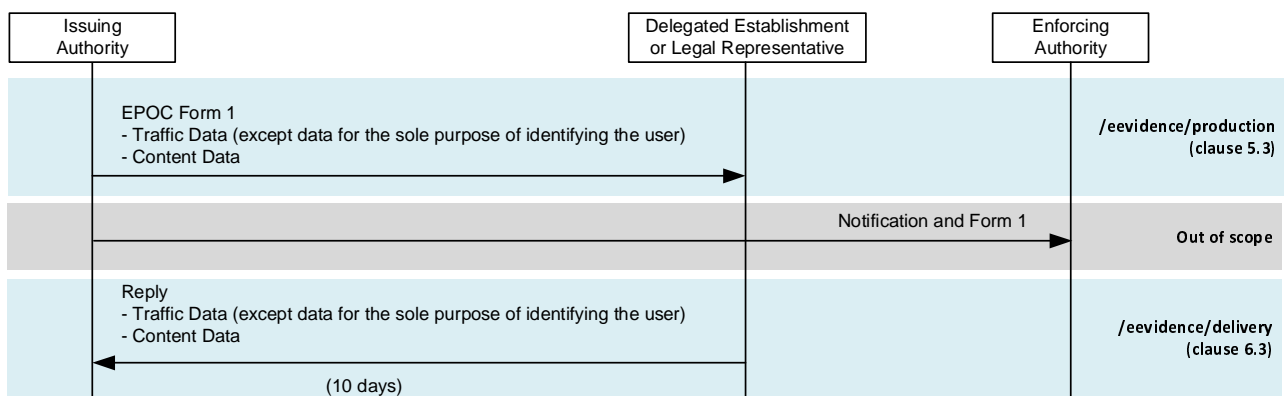 Issuing
Authority
Delegated Establishment
or Legal Representative
Enforcing
Authority
EPOC Form 1
- Traffic Data (except data for the sole purpose of identifying the user)
- Content Data
/eevidence/production
(clause 5.3)
Notification and Form 1
Out of scope
Reply
- Traffic Data (except data for the sole purpose of identifying the user)
- Content Data
/eevidence/delivery
(clause 6.3)
(10 days)